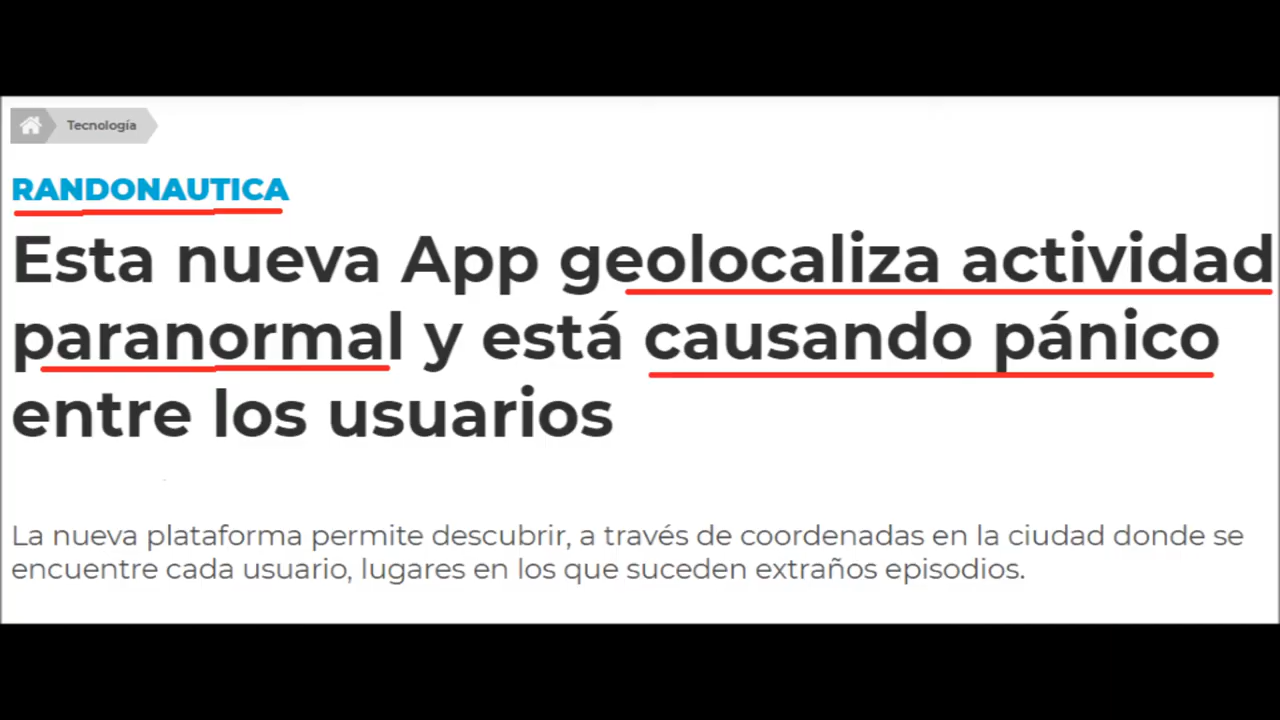 Tecnología
RANDONAUTICA
Esta nueva App geolocaliza actividad
paranormal y está causando pánico
entre los usuarios
La nueva plataforma permite descubrir, a través de coordenadas en la ciudad donde se
encuentre cada usuario, lugares en los que suceden extraños episodios.